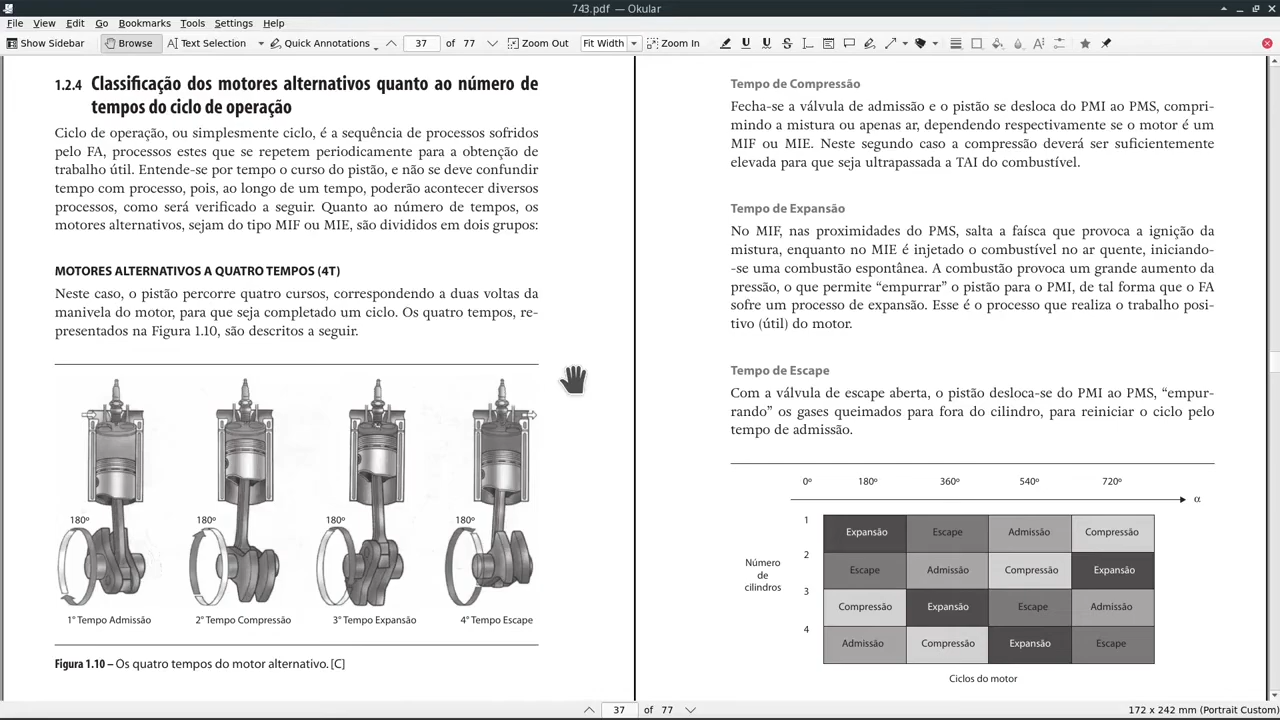 743.pdf — Okular
File View Edit Go Bookmarks Tools Settings Help
Show Sidebar Browse Text Selection Quick Annotations 37 of 77 Zoom Out Fit Width Zoom In
1.2.4 Classificação dos motores alternativos quanto ao número de
tempos do ciclo de operação
Ciclo de operação, ou simplesmente ciclo, é a sequência de processos sofridos
pelo FA, processos estes que se repetem periodicamente para a obtenção de
trabalho útil. Entende-se por tempo o curso do pistão, e não se deve confundir
tempo com processo, pois, ao longo de um tempo, poderão acontecer diversos
processos, como será verificado a seguir. Quanto ao número de tempos, os
motores alternativos, sejam do tipo MIF ou MIE, são divididos em dois grupos:
MOTORES ALTERNATIVOS A QUATRO TEMPOS (4T)
Neste caso, o pistão percorre quatro cursos, correspondendo a duas voltas da
manivela do motor, para que seja completado um ciclo. Os quatro tempos, re-
presentados na Figura 1.10, são descritos a seguir.
180º 180º 180º 180º
1° Tempo Admissão 2° Tempo Compressão 3° Tempo Expansão 4° Tempo Escape
Figura 1.10 – Os quatro tempos do motor alternativo. [C]
Tempo de Compressão
Fecha-se a válvula de admissão e o pistão se desloca do PMI ao PMS, compri-
mindo a mistura ou apenas ar, dependendo respectivamente se o motor é um
MIF ou MIE. Neste segundo caso a compressão deverá ser suficientemente
elevada para que seja ultrapassada a TAI do combustível.
Tempo de Expansão
No MIF, nas proximidades do PMS, salta a faísca que provoca a ignição da
mistura, enquanto no MIE é injetado o combustível no ar quente, iniciando-
-se uma combustão espontânea. A combustão provoca um grande aumento da
pressão, o que permite “empurrar” o pistão para o PMI, de tal forma que o FA
sofre um processo de expansão. Esse é o processo que realiza o trabalho posi-
tivo (útil) do motor.
Tempo de Escape
Com a válvula de escape aberta, o pistão desloca-se do PMI ao PMS, “empur-
rando” os gases queimados para fora do cilindro, para reiniciar o ciclo pelo
tempo de admissão.
0º 180º 360º 540º 720º
α
Número
de
cilindros
1 Expansão Escape Admissão Compressão
2 Escape Admissão Compressão Expansão
3 Compressão Expansão Escape Admissão
4 Admissão Compressão Expansão Escape
Ciclos do motor
37 of 77
172 x 242 mm (Portrait Custom)